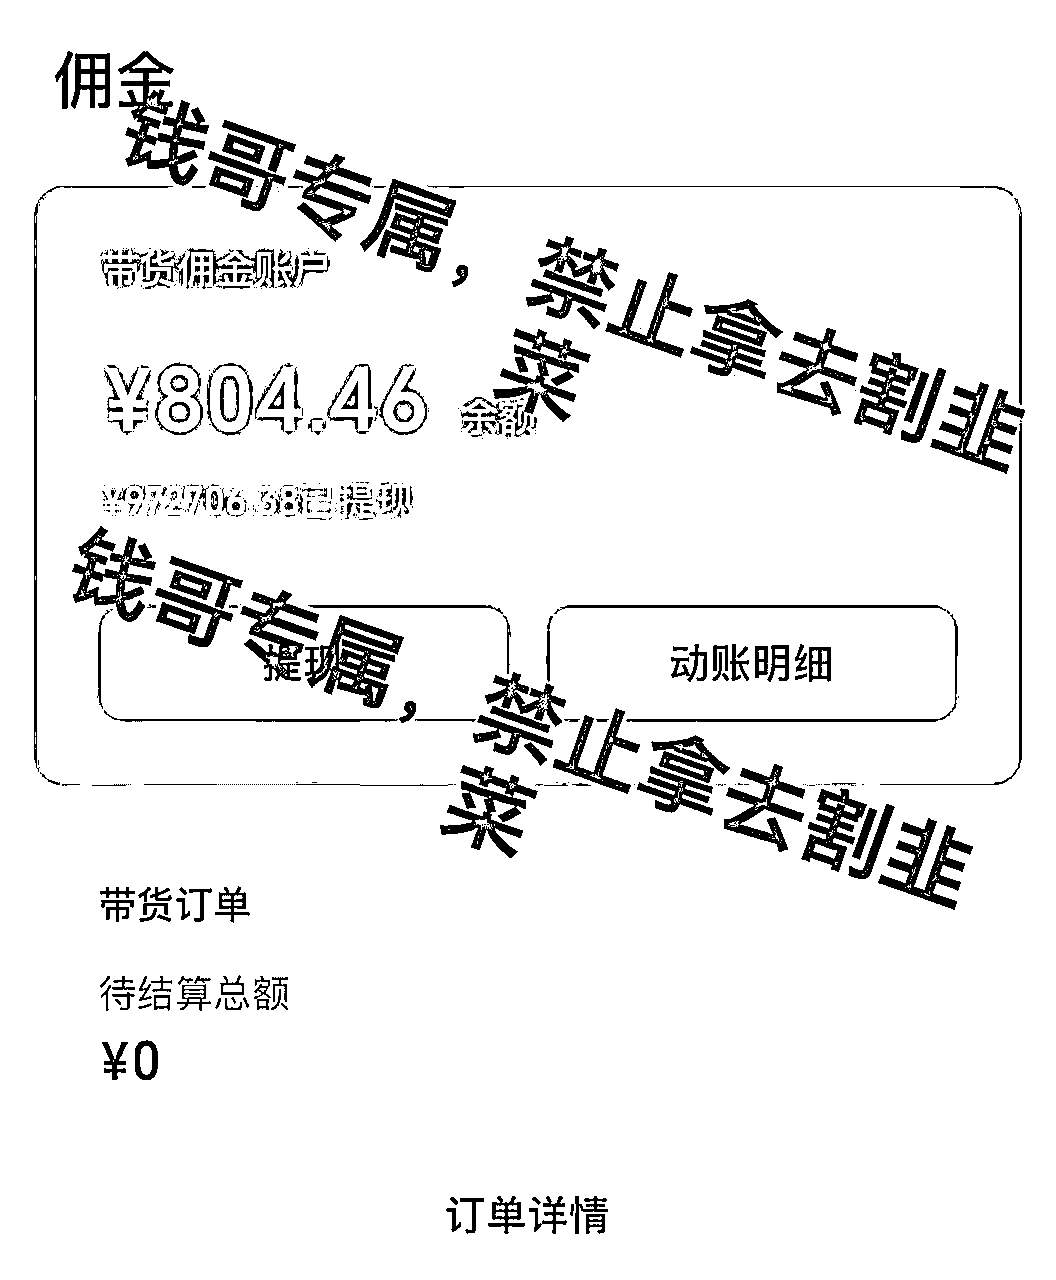 佣金
钱哥专属，禁止拿去割韭
菜
带货佣金账户
¥804.46 余额
¥972706.38已提现
钱哥专属，禁止拿去割韭
菜
提现
动账明细
带货订单
待结算总额
¥0
订单详情